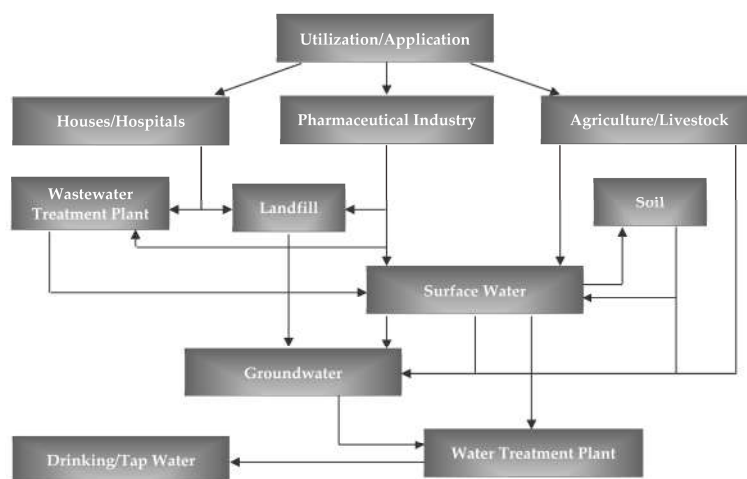 Utilization/Application
Houses/Hospitals
Pharmaceutical Industry
Agriculture/Livestock
Wastewater
Treatment Plant
Landfill
Soil
Surface Water
Groundwater
Drinking/Tap Water
Water Treatment Plant